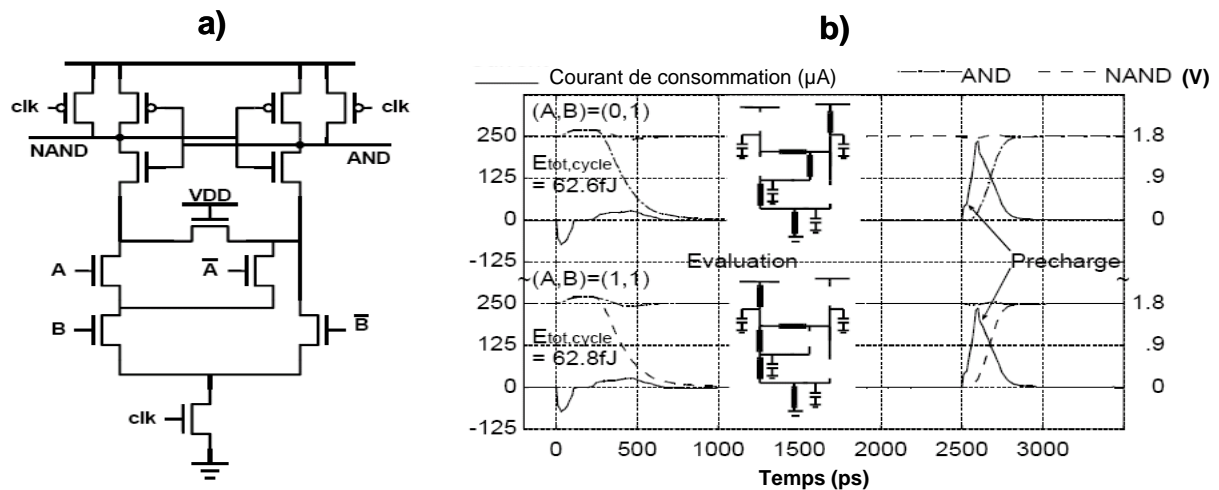 a)
clk
clk
NAND
AND
VDD
A
A
B
B
clk
b)
Courant de consommation (µA) AND NAND (V)
(A,B)=(0,1)
250
1.8
Etot,cycle
= 62.6fJ
125
.9
0
0
-125
Evaluation
Precharge
~(A,B)=(1,1)
~
250
1.8
Etot,cycle
= 62.8fJ
125
.9
0
0
-125
0 500 1000 1500 2000 2500 3000
Temps (ps)